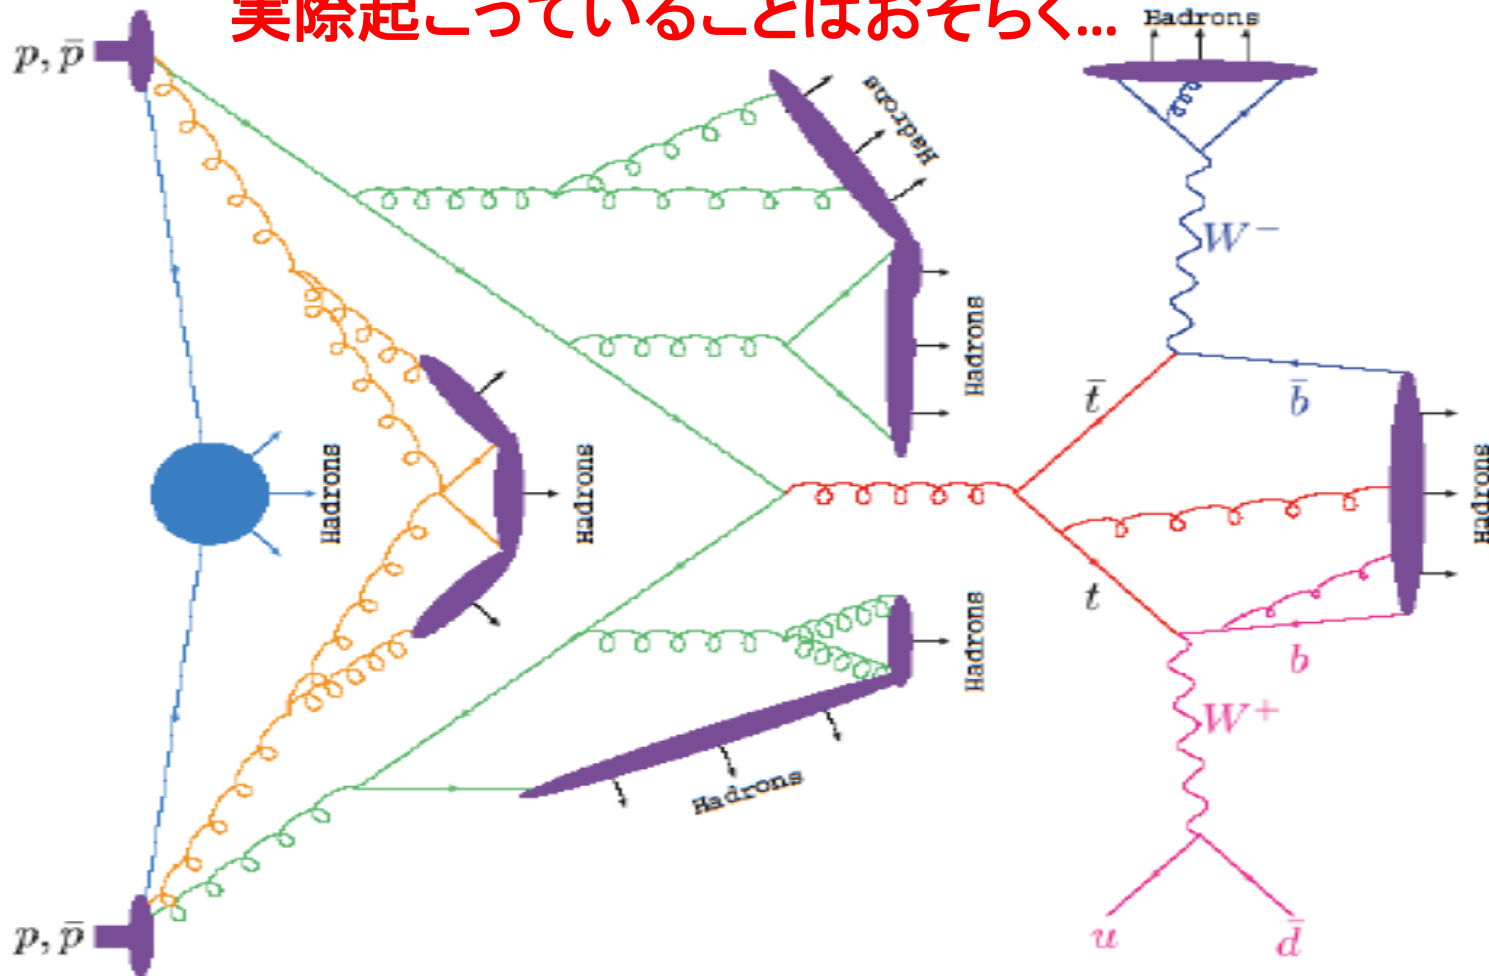 実際起こっていることはおそらく...
Hadrons
p, p̄
Hadrons
W⁻
Hadrons
t̄
b̄
Hadrons
Hadrons
Hadrons
t
Hadrons
b
W⁺
Hadrons
p, p̄
u
d̄